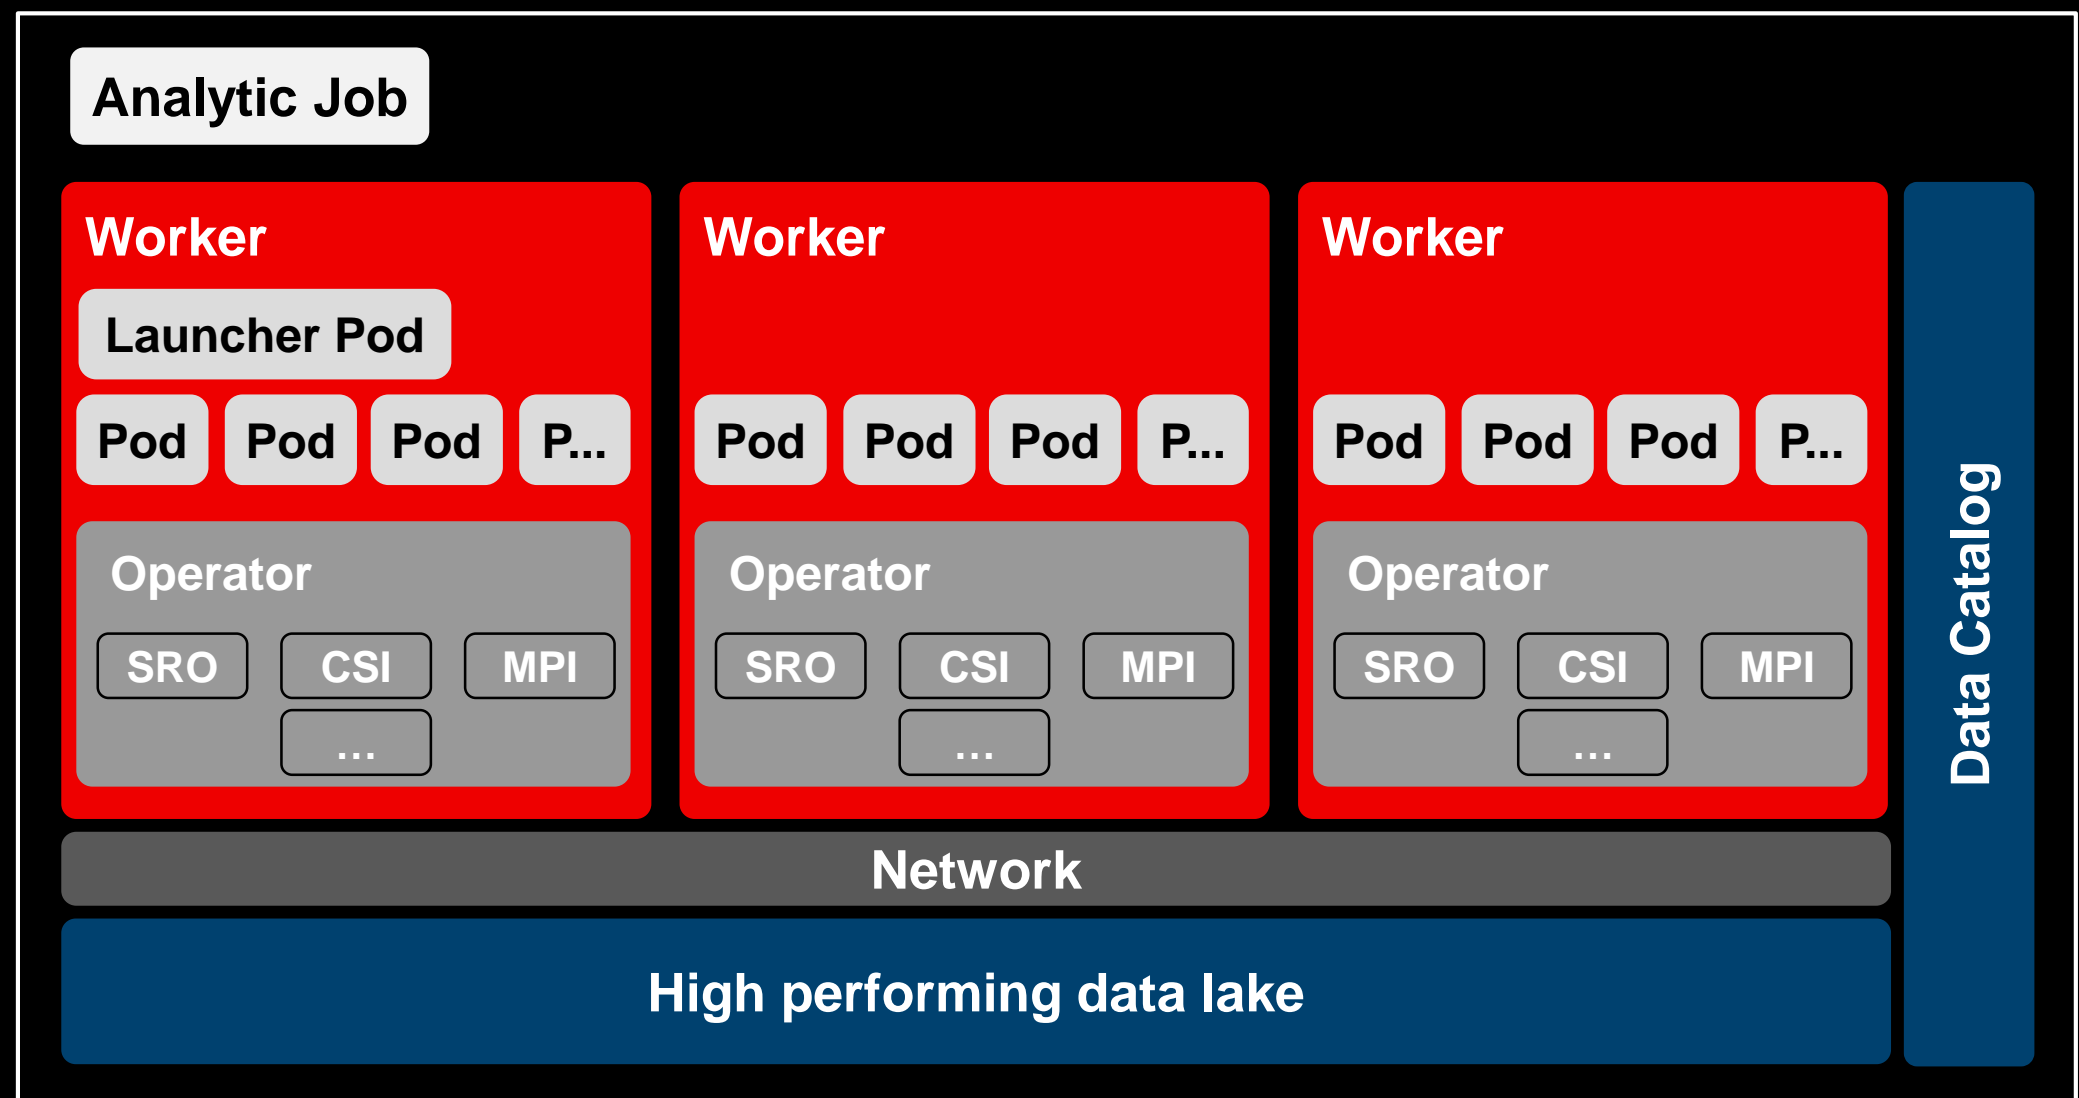 Analytic Job
Worker
Launcher Pod
Pod Pod Pod P...
Operator
SRO CSI MPI
...
Worker
Pod Pod Pod P...
Operator
SRO CSI MPI
...
Worker
Pod Pod Pod P...
Operator
SRO CSI MPI
...
Data Catalog
Network
High performing data lake